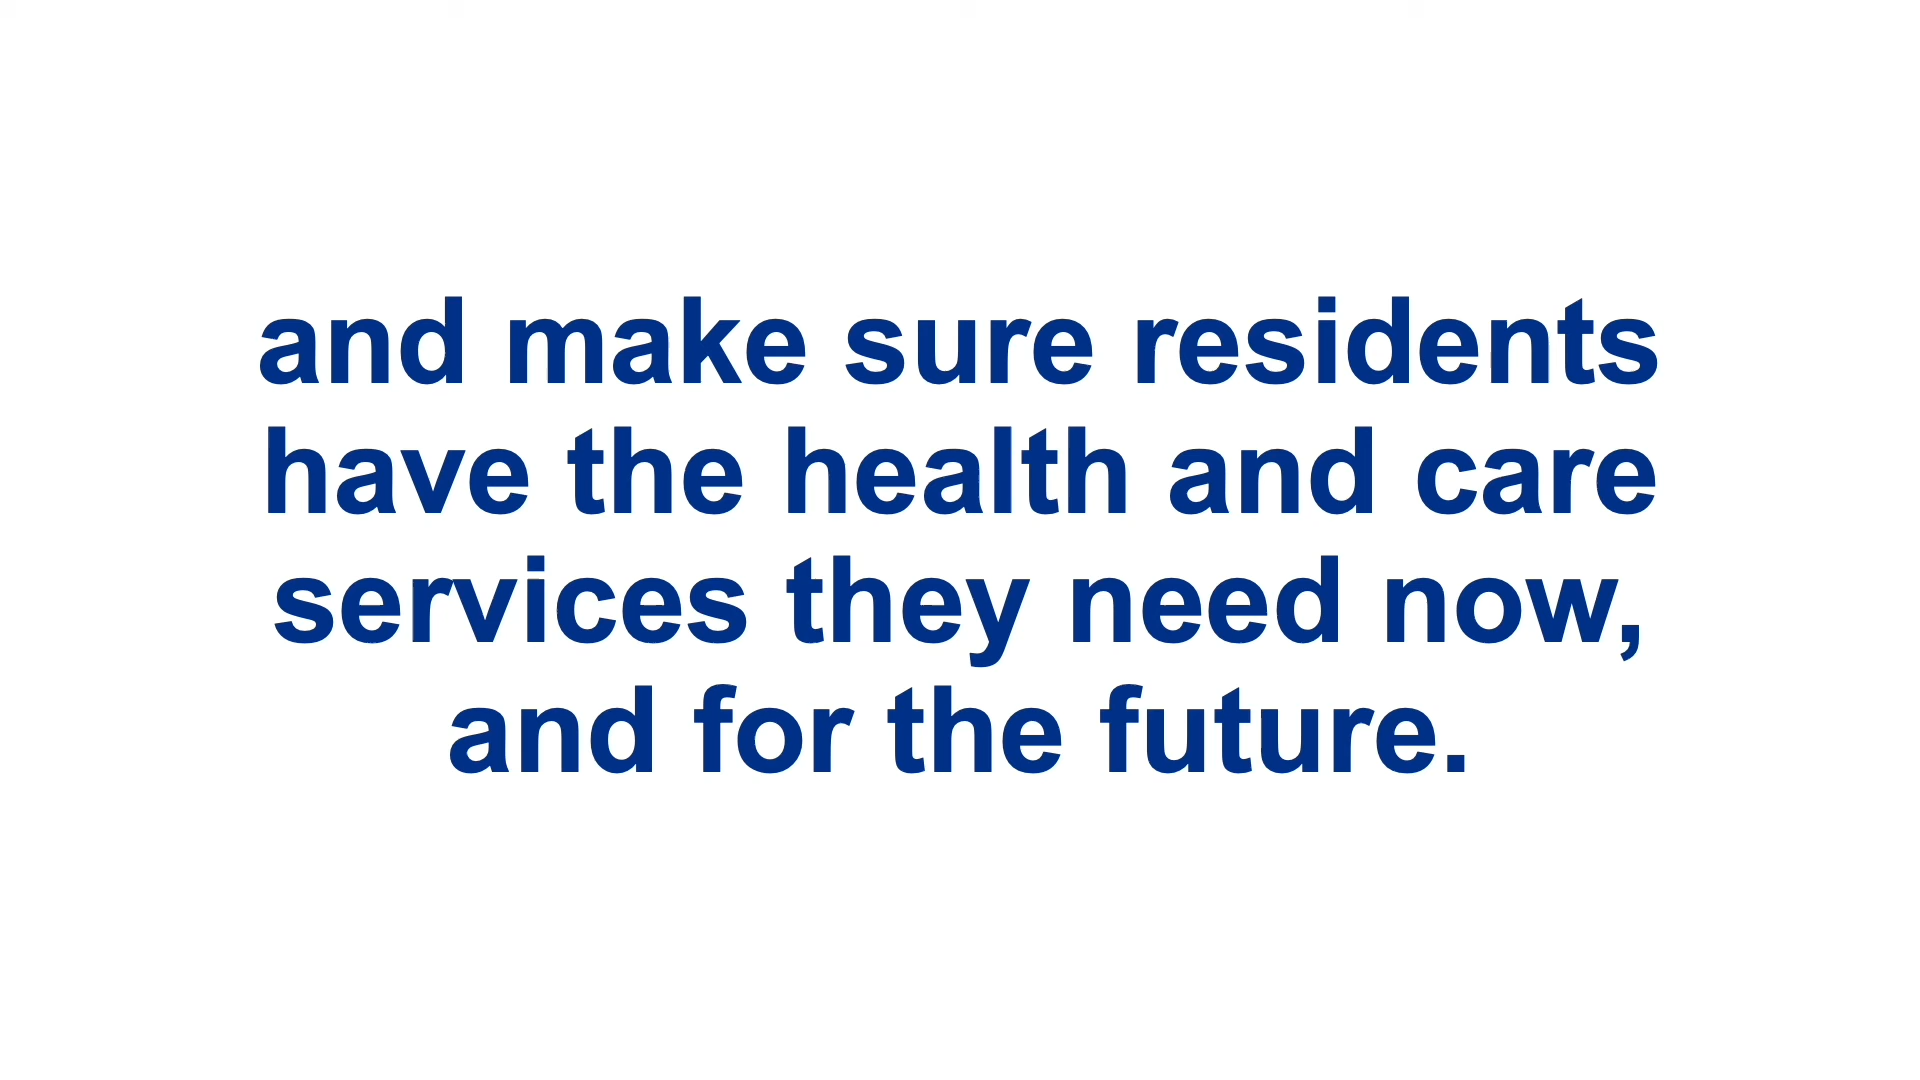 and make sure residents
have the health and care
services they need now,
and for the future.